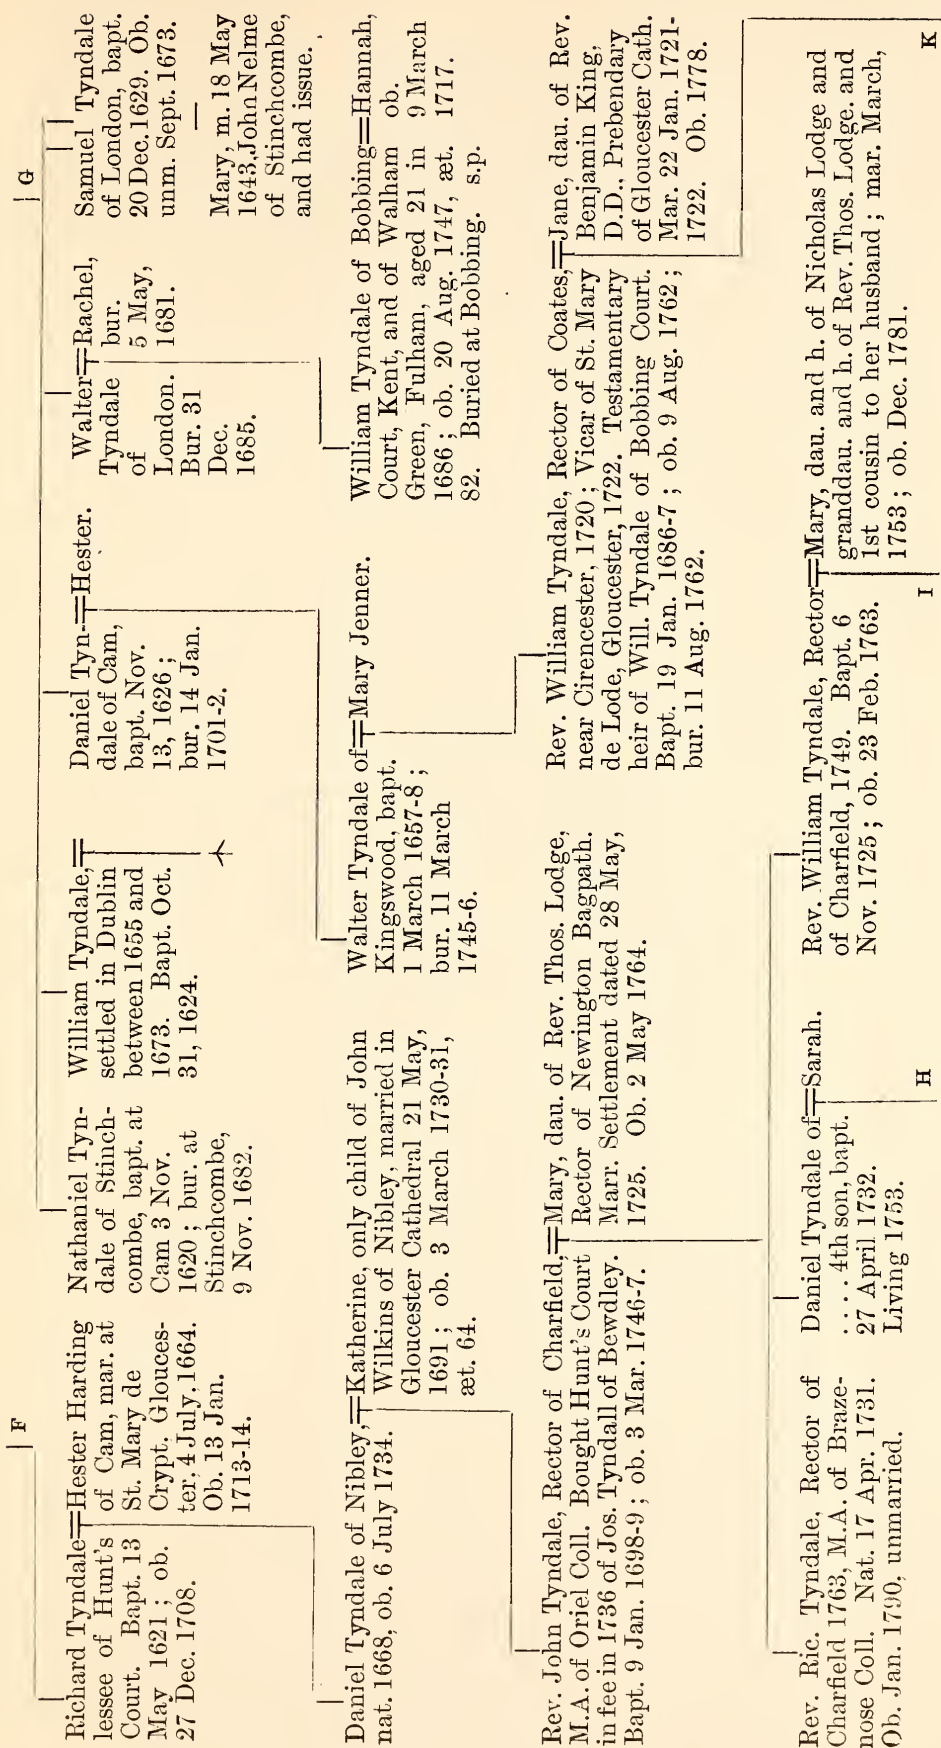 F
G
Richard Tyndale=Hester Harding
lessee of Hunt's
Court. Bapt. 13
May 1621; ob.
27 Dec. 1708.
of Cam, mar. at
St. Mary de
Crypt. Glouces-
ter, 4 July, 1664.
Ob. 13 Jan.
1713-14.
Nathaniel Tyn-
dale of Stinch-
combe, bapt. at
Cam 3 Nov.
1620; bur. at
Stinchcombe,
9 Nov. 1682.
William Tyndale,=
settled in Dublin
between 1655 and
1673. Bapt. Oct.
31, 1624.
Daniel Tyn-=Hester.
dale of Cam,
bapt. Nov.
13, 1626;
bur. 14 Jan.
1701-2.
Walter=Rachel,
Tyndale
of
London.
Bur. 31
Dec.
1685.
bur.
5 May,
1681.
Samuel Tyndale
of London, bapt.
20 Dec. 1629. Ob.
unm. Sept. 1673.
—
Mary, m. 18 May
1643, John Nelme
of Stinchcombe,
and had issue.
Daniel Tyndale of Nibley,=Katherine, only child of John
nat. 1668, ob. 6 July 1734.
Wilkins of Nibley, married in
Gloucester Cathedral 21 May,
1691; ob. 3 March 1730-31,
æt. 64.
Walter Tyndale of=Mary Jenner.
Kingswood, bapt.
1 March 1657-8;
bur. 11 March
1745-6.
William Tyndale of Bobbing=Hannah,
Court, Kent, and of Walham
Green, Fulham, aged 21 in
1686; ob. 20 Aug. 1747, æt.
82. Buried at Bobbing. s.p.
ob.
9 March
1717.
Rev. John Tyndale, Rector of Charfield,=Mary, dau. of Rev. Thos. Lodge,
M.A. of Oriel Coll. Bought Hunt's Court
in fee in 1736 of Jos. Tyndall of Bewdley.
Bapt. 9 Jan. 1698-9; ob. 3 Mar. 1746-7.
Rector of Newington Bagpath.
Marr. Settlement dated 28 May,
1725. Ob. 2 May 1764.
Rev. William Tyndale, Rector of Coates,=Jane, dau. of Rev.
near Cirencester, 1720; Vicar of St. Mary
de Lode, Gloucester, 1722. Testamentary
heir of Will. Tyndale of Bobbing Court.
Bapt. 19 Jan. 1686-7; ob. 9 Aug. 1762;
bur. 11 Aug. 1762.
Benjamin King,
D.D., Prebendary
of Gloucester Cath.
Mar. 22 Jan. 1721-
1722. Ob. 1778.
Rev. Ric. Tyndale, Rector of
Charfield 1763, M.A. of Braze-
nose Coll. Nat. 17 Apr. 1731.
Ob. Jan. 1790, unmarried.
Daniel Tyndale of=Sarah.
. . . . 4th son, bapt.
27 April 1732.
Living 1753.
Rev. William Tyndale, Rector=Mary, dau. and h. of Nicholas Lodge and
of Charfield, 1749. Bapt. 6
Nov. 1725; ob. 23 Feb. 1763.
granddau. and h. of Rev. Thos. Lodge. and
1st cousin to her husband; mar. March,
1753; ob. Dec. 1781.
H
I
K